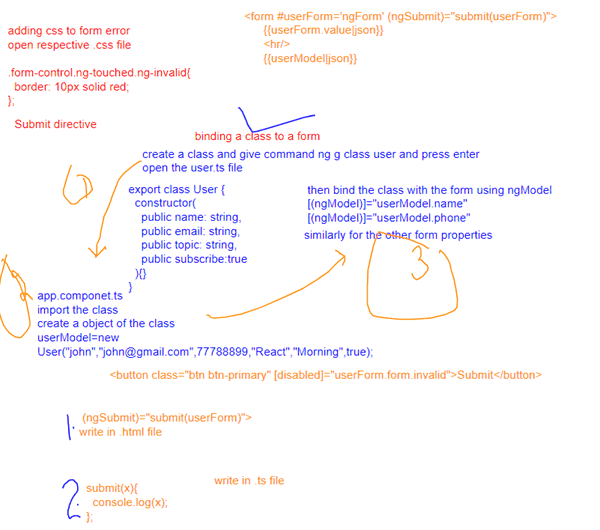 <form #userForm='ngForm' (ngSubmit)="submit(userForm)">
{{userForm.value|json}}
<hr/>
{{userModel|json}}
adding css to form error
open respective .css file
.form-control.ng-touched.ng-invalid{
border: 10px solid red;
};
Submit directive
binding a class to a form
create a class and give command ng g class user and press enter
open the user.ts file
export class User {
constructor(
public name: string,
public email: string,
public topic: string,
public subscribe:true
){}
}
then bind the class with the form using ngModel
[(ngModel)]="userModel.name"
[(ngModel)]="userModel.phone"
similarly for the other form properties
3
app.componet.ts
import the class
create a object of the class
userModel=new
User("john","john@gmail.com",77788899,"React","Morning",true);
<button class="btn btn-primary" [disabled]="userForm.form.invalid">Submit</button>
1. (ngSubmit)="submit(userForm)">
write in .html file
2. submit(x){
console.log(x);
};
write in .ts file